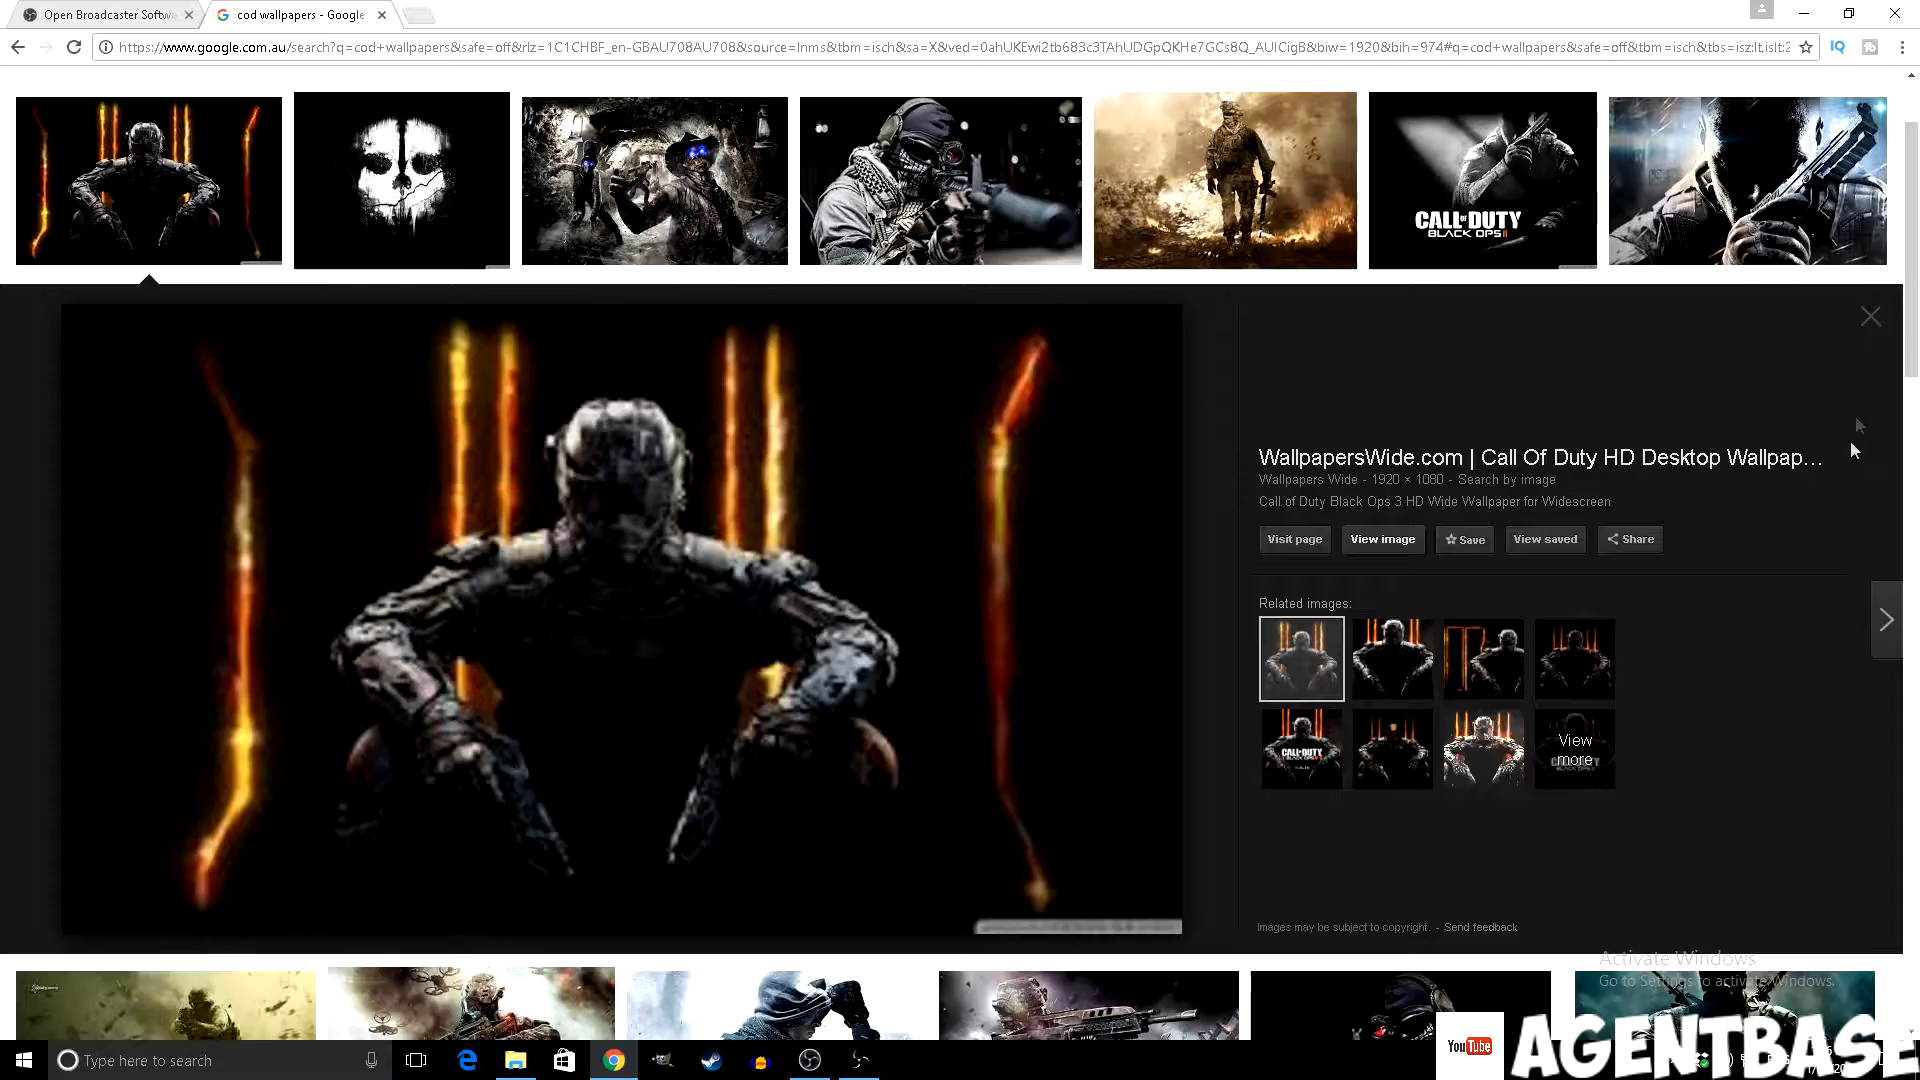 Open Broadcaster Softwa
cod wallpapers - Google
https://www.google.com.au/search?q=cod+wallpapers&safe=off&rlz=1C1CHBF_en-GBAU708AU708&source=lnms&tbm=isch&sa=X&ved=0ahUKEwi2tb683c3TAhUDGpQKHe7GCs8Q_AUICigB&biw=1920&bih=974#q=cod+wallpapers&safe=off&tbm=isch&tbs=isz:lt,islt:2
CALL OF DUTY
BLACK OPS II
WallpapersWide.com | Call Of Duty HD Desktop Wallpap...
Wallpapers Wide - 1920 × 1080 - Search by image
Call of Duty Black Ops 3 HD Wide Wallpaper for Widescreen
Visit page
View image
Save
View saved
Share
Related images:
CALL OF DUTY
View more
Images may be subject to copyright. - Send feedback
Activate Windows
Go to Settings to activate Windows.
Type here to search
YouTube
AGENTBASE